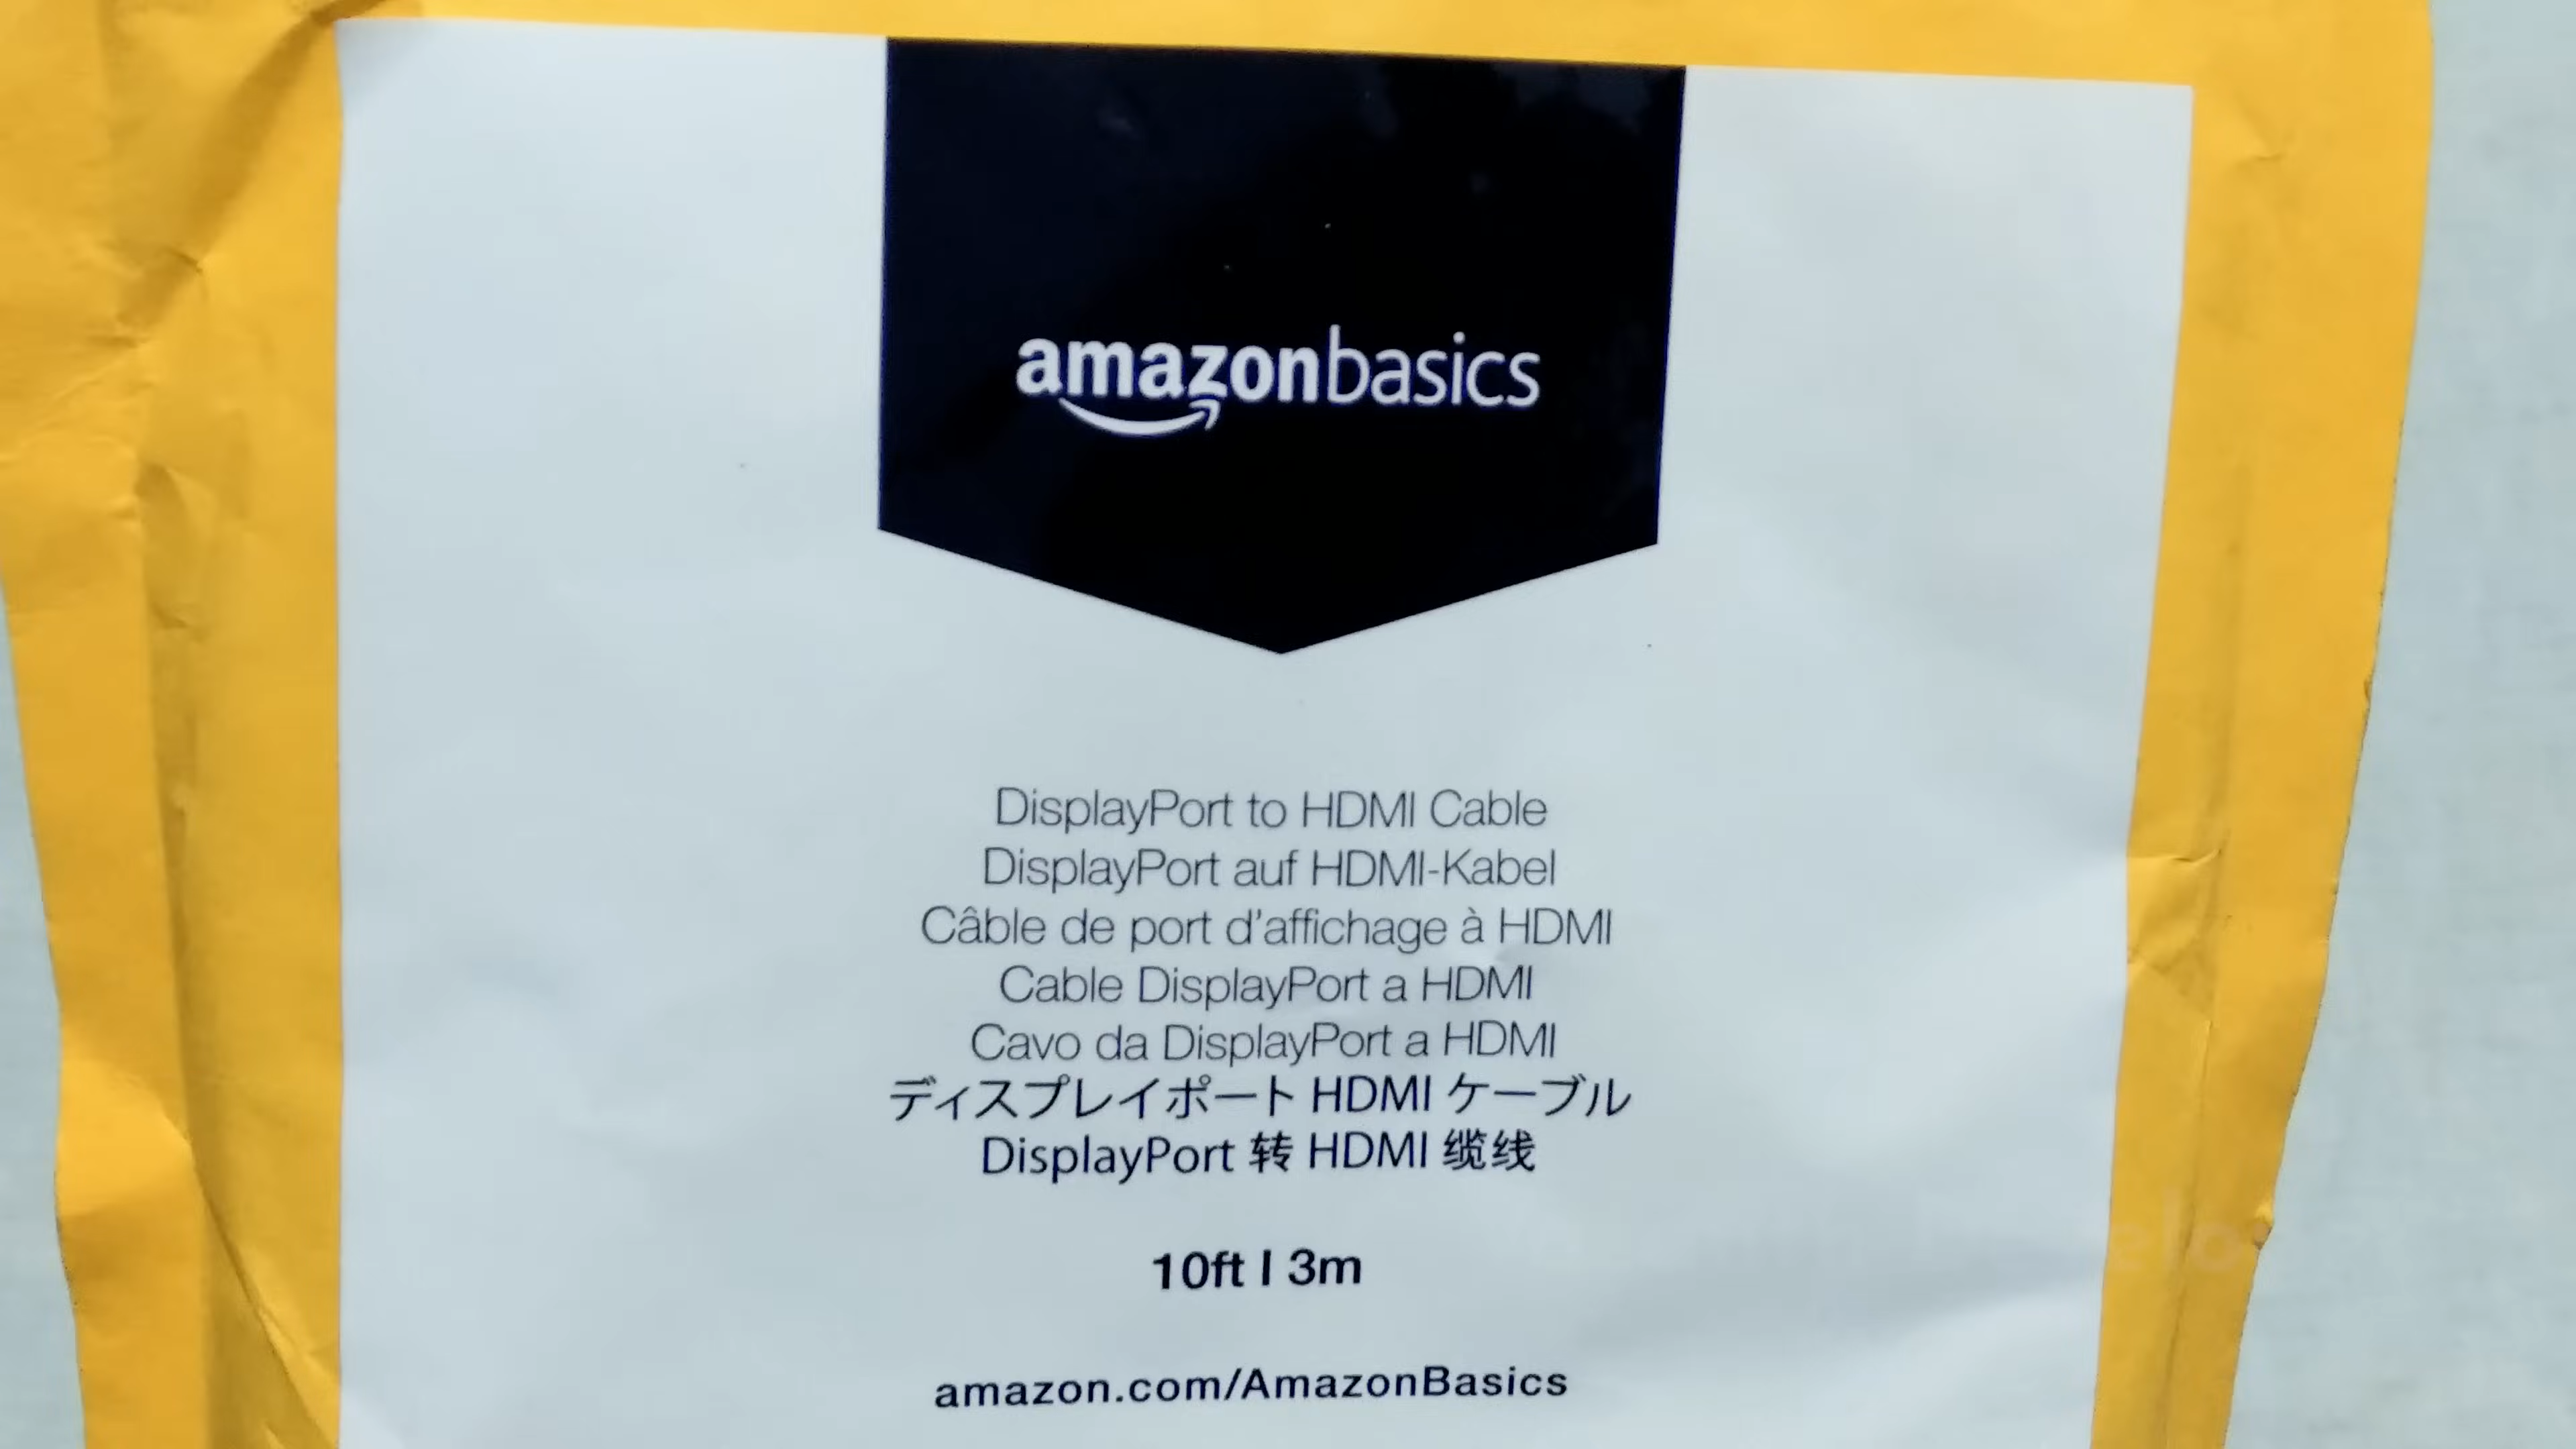 amazonbasics
DisplayPort to HDMI Cable
DisplayPort auf HDMI-Kabel
Câble de port d'affichage à HDMI
Cable DisplayPort a HDMI
Cavo da DisplayPort a HDMI
ディスプレイポート HDMI ケーブル
DisplayPort 转 HDMI 缆线
10ft I 3m
amazon.com/AmazonBasics